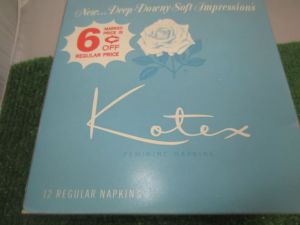 New... Deep Downy Soft Impressions
6¢ OFF
MARKED PRICE IS
REGULAR PRICE
Kotex
FEMININE NAPKINS
12 REGULAR NAPKINS